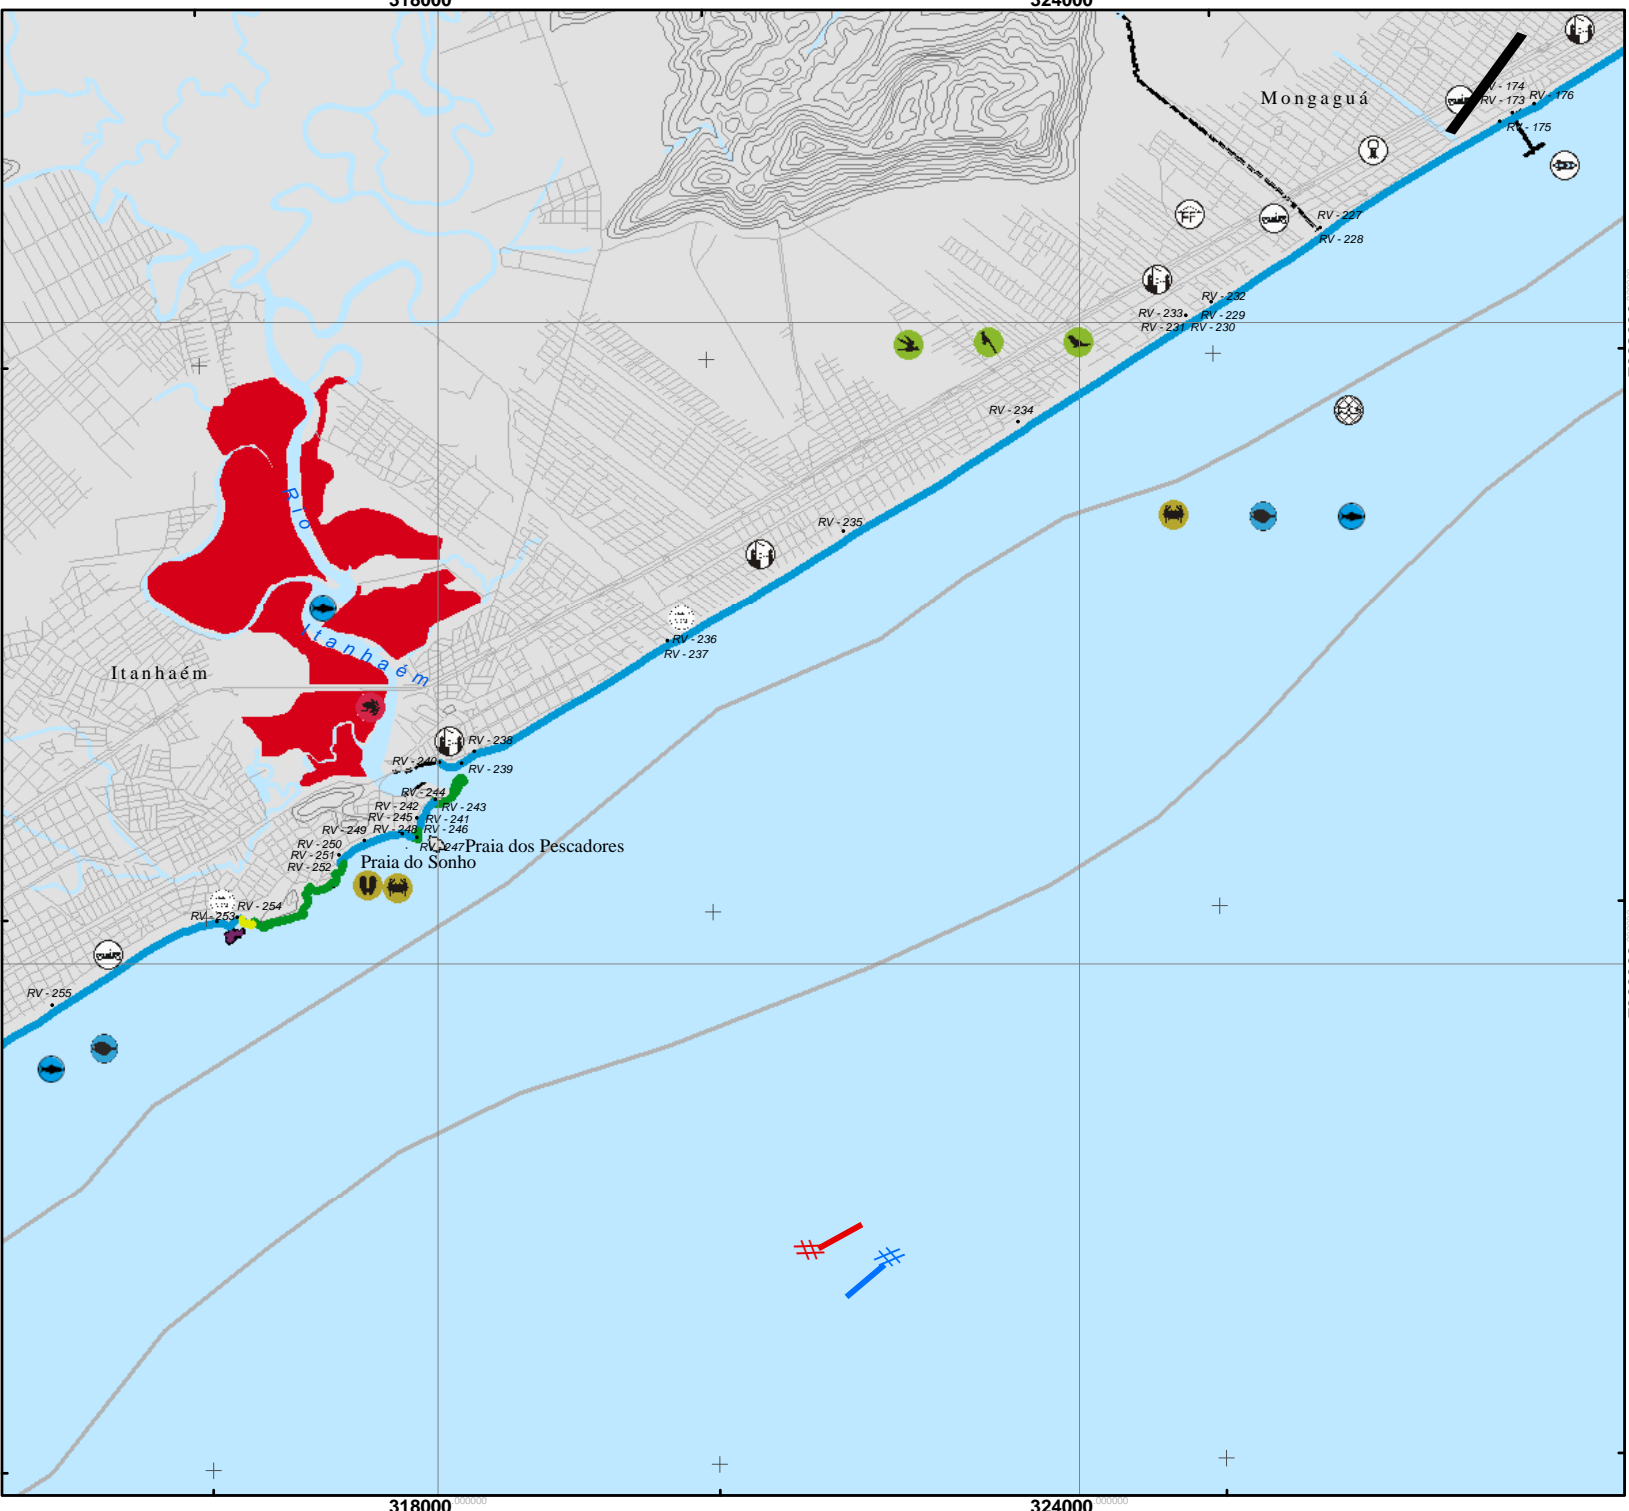 318000 324000
Mongaguá
RV - 174
RV - 173
RV - 176
RV - 175
RV - 227
RV - 228
RV - 232
RV - 233
RV - 229
RV - 231
RV - 230
RV - 234
RV - 235
RV - 236
RV - 237
Rio
Itanhaém
Itanhaém
RV - 238
RV - 240
RV - 239
RV - 244
RV - 242
RV - 243
RV - 245
RV - 241
RV - 249
RV - 248
RV - 246
RV - 250
RV - 247
Praia dos Pescadores
RV - 251
Praia do Sonho
RV - 252
RV - 254
RV - 253
RV - 255
318000.000000 324000.000000